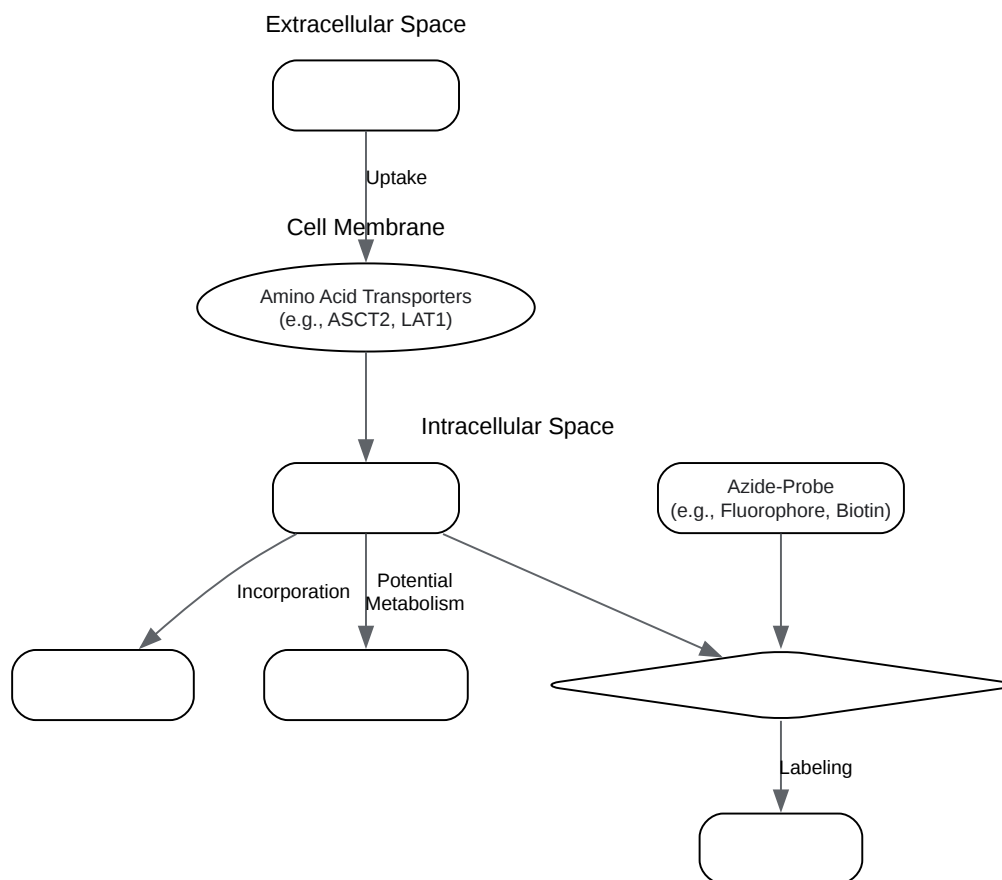 Extracellular Space
Uptake
Cell Membrane
Amino Acid Transporters
(e.g., ASCT2, LAT1)
Intracellular Space
Azide-Probe
(e.g., Fluorophore, Biotin)
Incorporation
Potential
Metabolism
Labeling